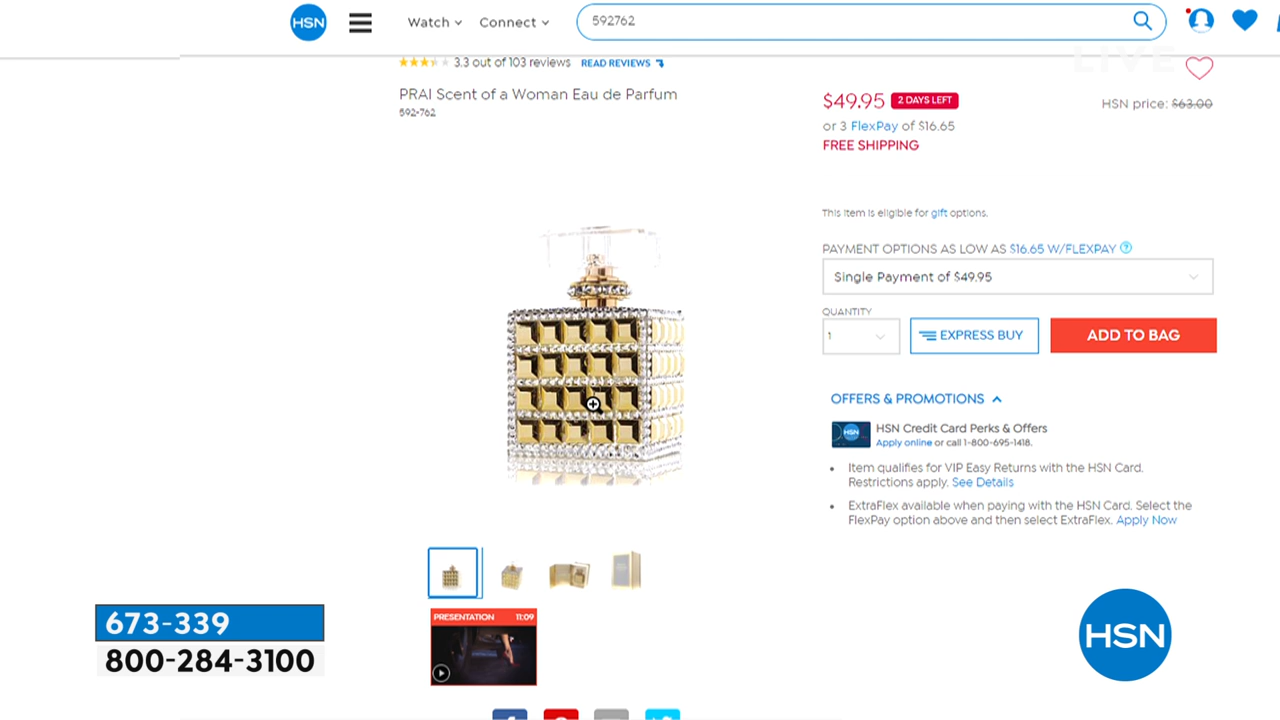 HSN
Watch
Connect
592762
LIVE
3.3 out of 103 reviews READ REVIEWS
PRAI Scent of a Woman Eau de Parfum
592-762
$49.95 2 DAYS LEFT
HSN price: $63.00
or 3 FlexPay of $16.65
FREE SHIPPING
This item is eligible for gift options.
PAYMENT OPTIONS AS LOW AS $16.65 W/FLEXPAY ?
Single Payment of $49.95
QUANTITY
1
EXPRESS BUY
ADD TO BAG
OFFERS & PROMOTIONS
HSN
HSN Credit Card Perks & Offers
Apply online or call 1-800-695-1418.
• Item qualifies for VIP Easy Returns with the HSN Card.
Restrictions apply. See Details
• ExtraFlex available when paying with the HSN Card. Select the
FlexPay option above and then select ExtraFlex. Apply Now
PRESENTATION 11:09
673-339
800-284-3100
HSN